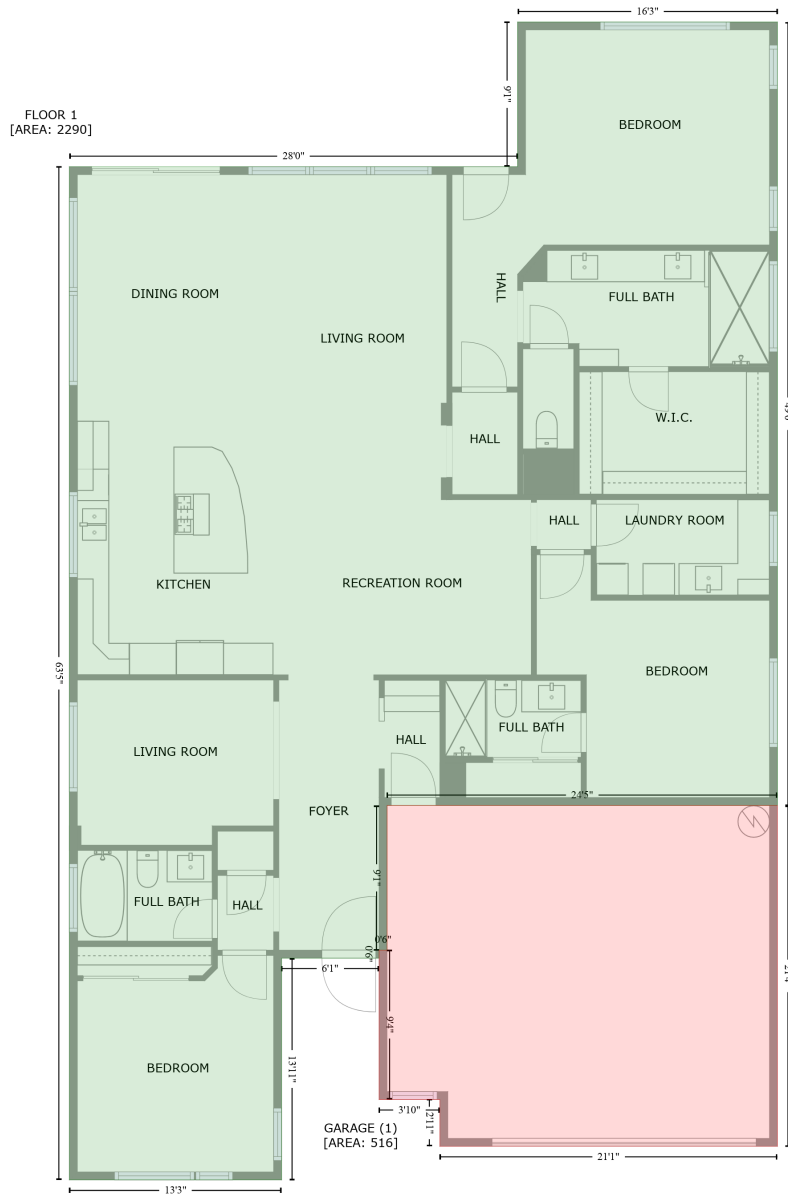 16'3"
9'1"
FLOOR 1
[AREA: 2290]
BEDROOM
28'0"
DINING ROOM
HALL
FULL BATH
LIVING ROOM
W.I.C.
HALL
HALL
LAUNDRY ROOM
KITCHEN
RECREATION ROOM
63'5"
BEDROOM
FULL BATH
HALL
LIVING ROOM
24'5"
FOYER
9'1"
FULL BATH
HALL
0'6"
0'6"
6'1"
9'4"
13'11"
BEDROOM
3'10"
2'11"
GARAGE (1)
[AREA: 516]
21'1"
13'3"